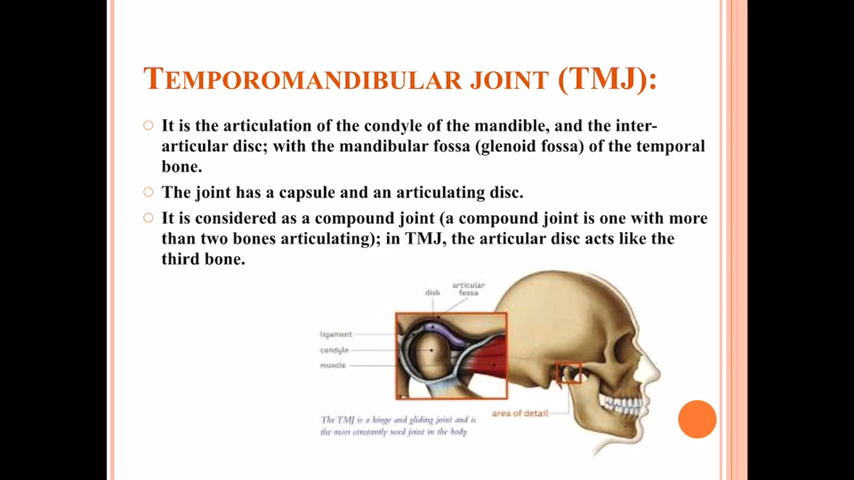 TEMPOROMANDIBULAR JOINT (TMJ):
It is the articulation of the condyle of the mandible, and the inter-
articular disc; with the mandibular fossa (glenoid fossa) of the temporal
bone.
The joint has a capsule and an articulating disc.
It is considered as a compound joint (a compound joint is one with more
than two bones articulating); in TMJ, the articular disc acts like the
third bone.
articular
fossa
disk
ligament
condyle
muscle
area of detail
The TMJ is a hinge and gliding joint and is
the most constantly used joint in the body